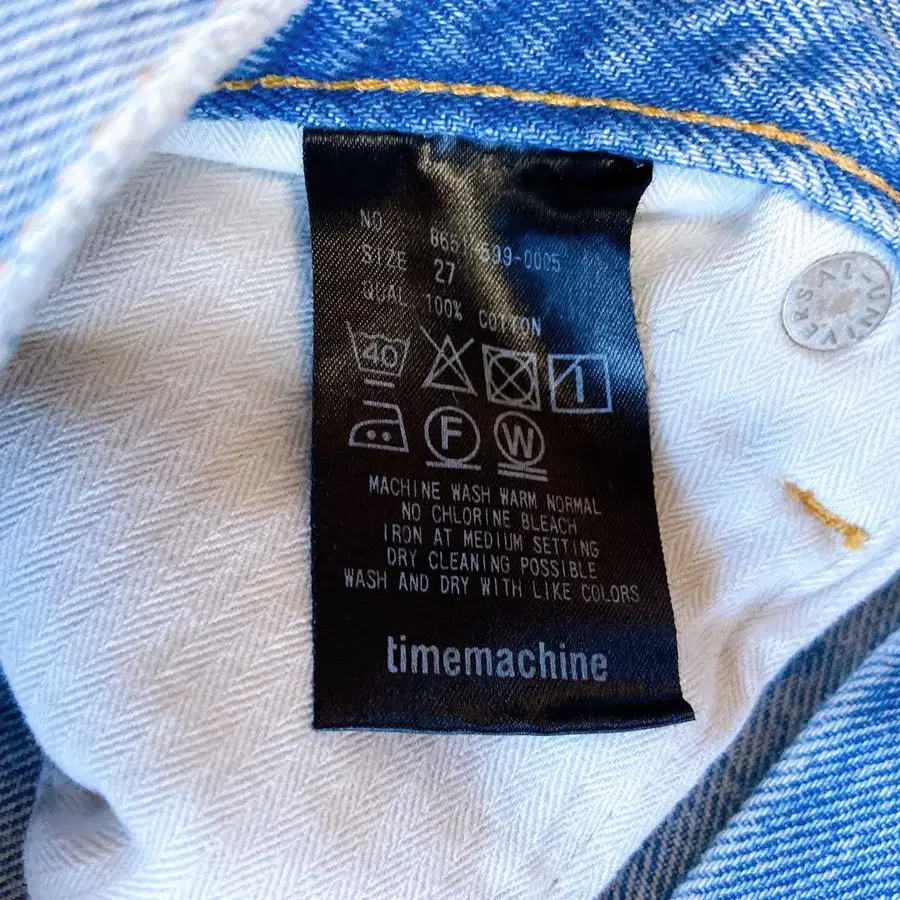 NO.
SIZE 27
QUAL 100% COTTON
40
F W
MACHINE WASH WARM NORMAL
NO CHLORINE BLEACH
IRON AT MEDIUM SETTING
DRY CLEANING POSSIBLE
WASH AND DRY WITH LIKE COLORS
timemachine
UNIVERSAL